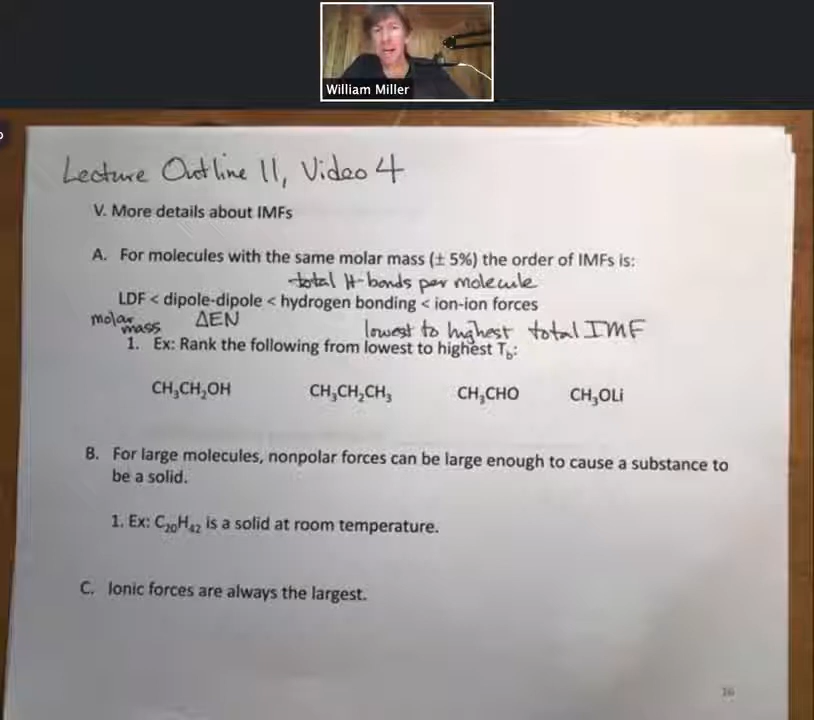 William Miller
Lecture Outline 11, Video 4
V. More details about IMFs
A. For molecules with the same molar mass (± 5%) the order of IMFs is:
total H-bonds per molecule
LDF < dipole-dipole < hydrogen bonding < ion-ion forces
molar mass ΔEN lowest to highest total IMF
1. Ex: Rank the following from lowest to highest T_b:
CH₃CH₂OH CH₃CH₂CH₃ CH₃CHO CH₃OLi
B. For large molecules, nonpolar forces can be large enough to cause a substance to
be a solid.
1. Ex: C₂₀H₄₂ is a solid at room temperature.
C. Ionic forces are always the largest.
16